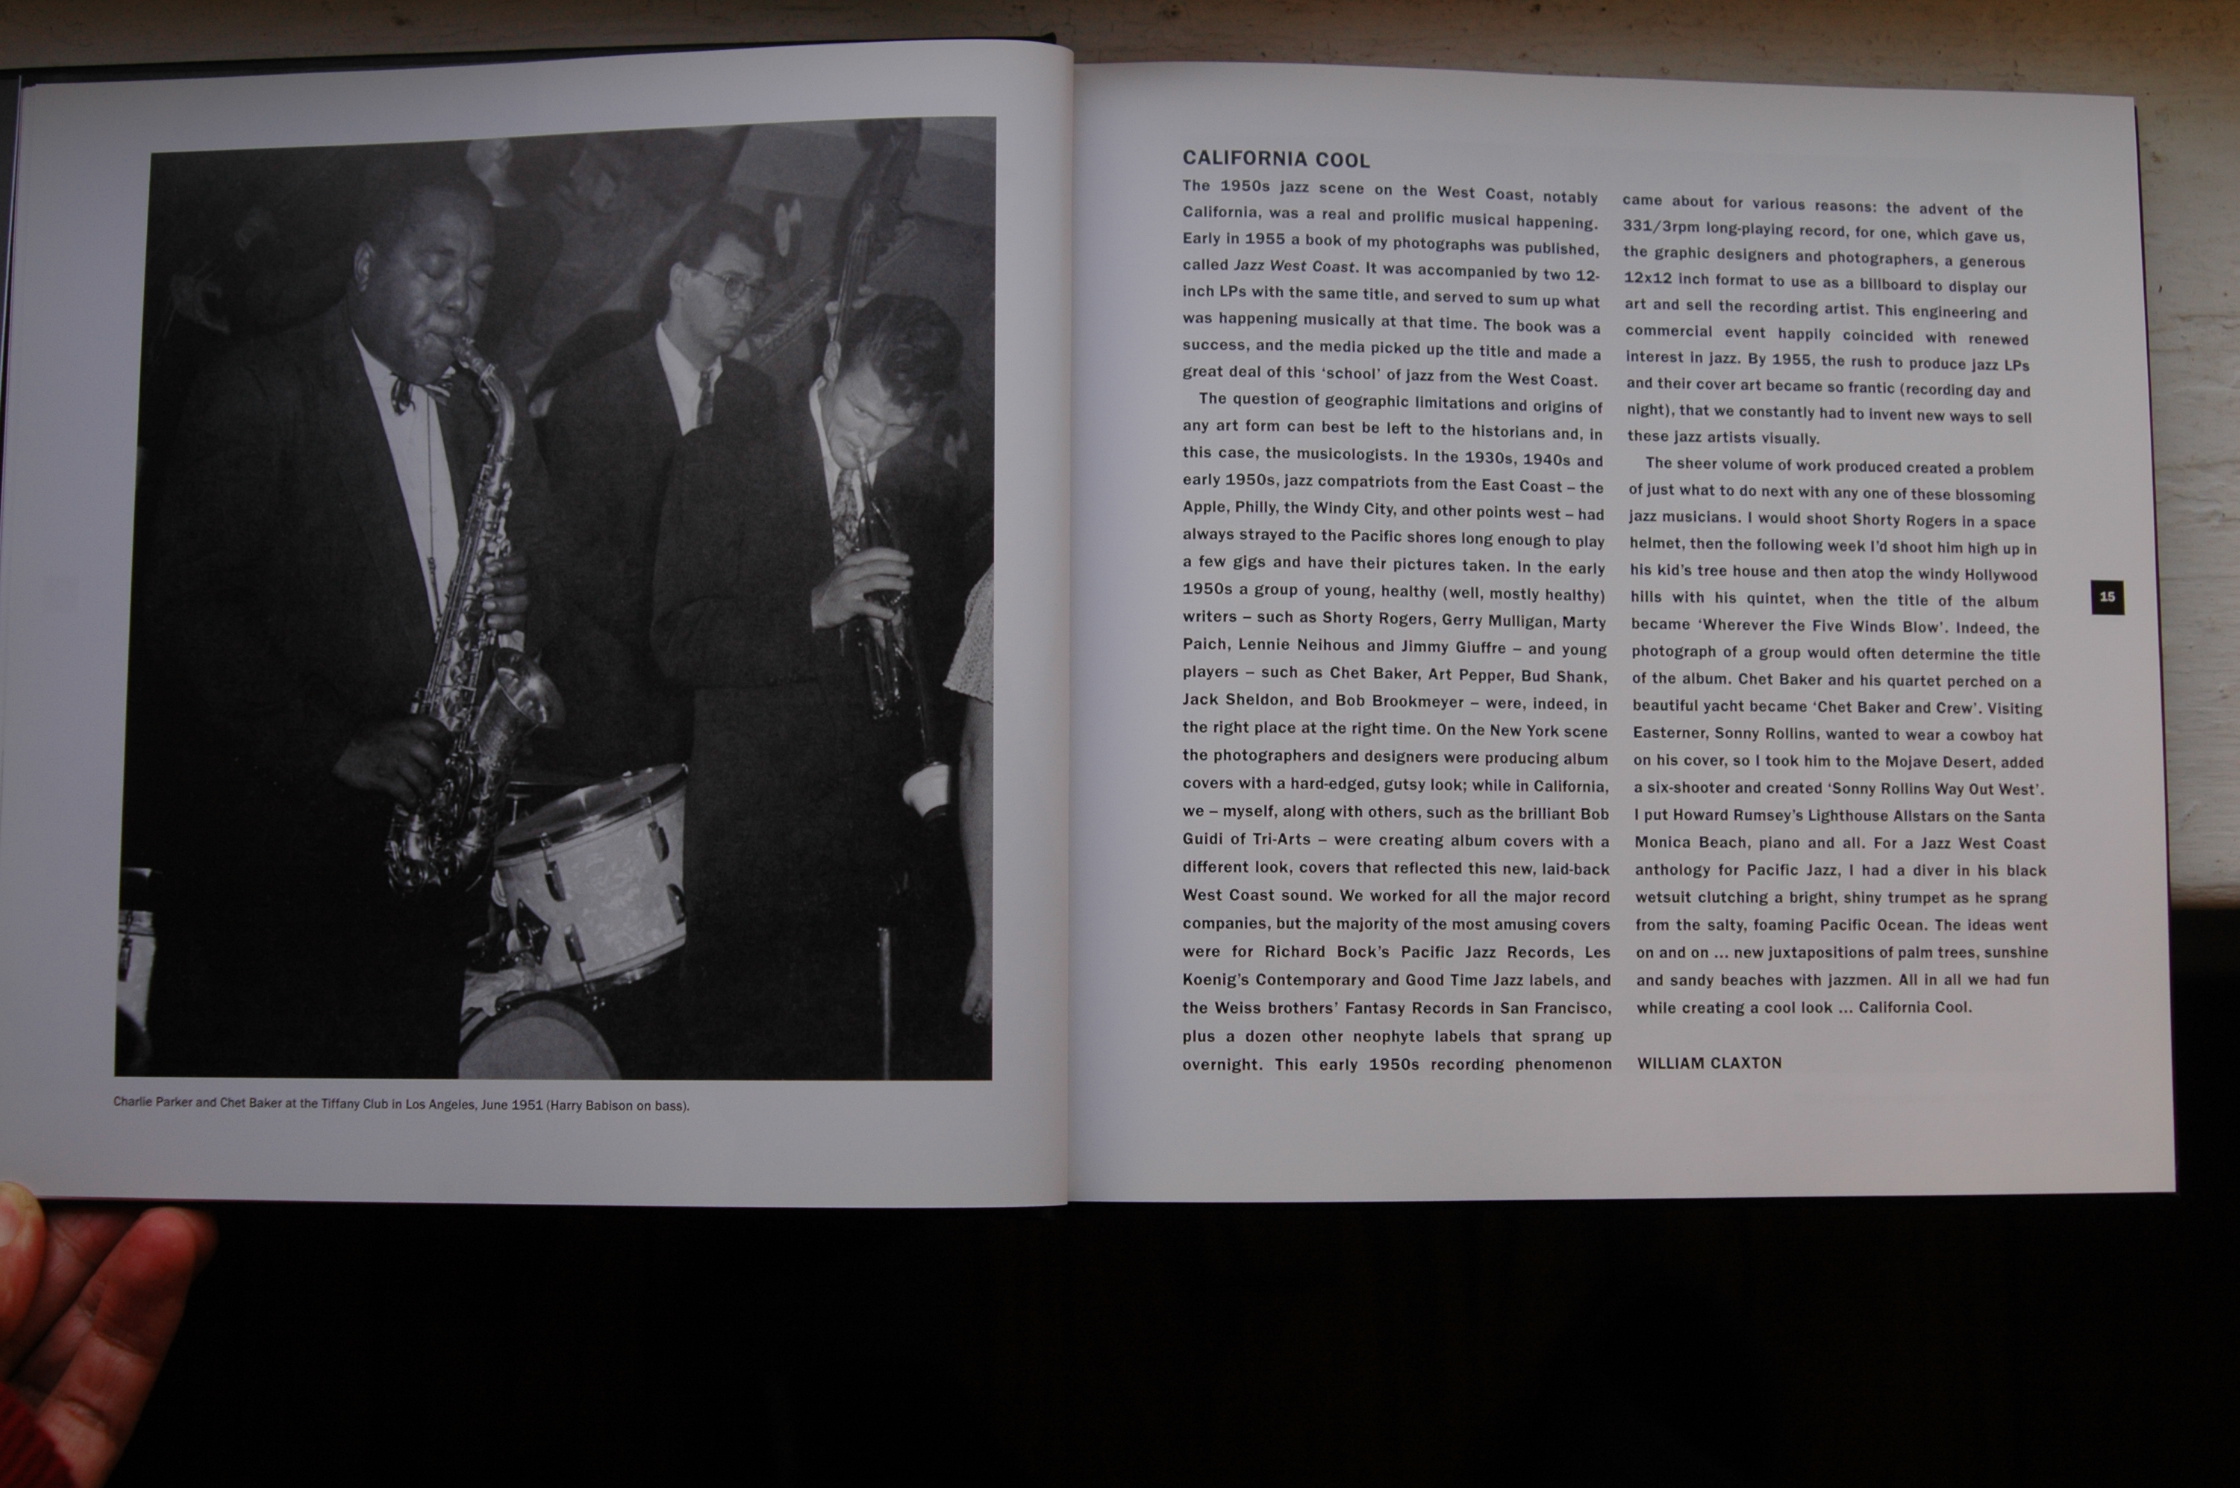 Charlie Parker and Chet Baker at the Tiffany Club in Los Angeles, June 1951 (Harry Babison on bass).
CALIFORNIA COOL
The 1950s jazz scene on the West Coast, notably
California, was a real and prolific musical happening.
Early in 1955 a book of my photographs was published,
called Jazz West Coast. It was accompanied by two 12-
inch LPs with the same title, and served to sum up what
was happening musically at that time. The book was a
success, and the media picked up the title and made a
great deal of this ‘school’ of jazz from the West Coast.
The question of geographic limitations and origins of
any art form can best be left to the historians and, in
this case, the musicologists. In the 1930s, 1940s and
early 1950s, jazz compatriots from the East Coast – the
Apple, Philly, the Windy City, and other points west – had
always strayed to the Pacific shores long enough to play
a few gigs and have their pictures taken. In the early
1950s a group of young, healthy (well, mostly healthy)
writers – such as Shorty Rogers, Gerry Mulligan, Marty
Paich, Lennie Neihous and Jimmy Giuffre – and young
players – such as Chet Baker, Art Pepper, Bud Shank,
Jack Sheldon, and Bob Brookmeyer – were, indeed, in
the right place at the right time. On the New York scene
the photographers and designers were producing album
covers with a hard-edged, gutsy look; while in California,
we – myself, along with others, such as the brilliant Bob
Guidi of Tri-Arts – were creating album covers with a
different look, covers that reflected this new, laid-back
West Coast sound. We worked for all the major record
companies, but the majority of the most amusing covers
were for Richard Bock’s Pacific Jazz Records, Les
Koenig’s Contemporary and Good Time Jazz labels, and
the Weiss brothers’ Fantasy Records in San Francisco,
plus a dozen other neophyte labels that sprang up
overnight. This early 1950s recording phenomenon
came about for various reasons: the advent of the
331/3rpm long-playing record, for one, which gave us,
the graphic designers and photographers, a generous
12x12 inch format to use as a billboard to display our
art and sell the recording artist. This engineering and
commercial event happily coincided with renewed
interest in jazz. By 1955, the rush to produce jazz LPs
and their cover art became so frantic (recording day and
night), that we constantly had to invent new ways to sell
these jazz artists visually.
The sheer volume of work produced created a problem
of just what to do next with any one of these blossoming
jazz musicians. I would shoot Shorty Rogers in a space
helmet, then the following week I’d shoot him high up in
his kid’s tree house and then atop the windy Hollywood
hills with his quintet, when the title of the album
became ‘Wherever the Five Winds Blow’. Indeed, the
photograph of a group would often determine the title
of the album. Chet Baker and his quartet perched on a
beautiful yacht became ‘Chet Baker and Crew’. Visiting
Easterner, Sonny Rollins, wanted to wear a cowboy hat
on his cover, so I took him to the Mojave Desert, added
a six-shooter and created ‘Sonny Rollins Way Out West’.
I put Howard Rumsey’s Lighthouse Allstars on the Santa
Monica Beach, piano and all. For a Jazz West Coast
anthology for Pacific Jazz, I had a diver in his black
wetsuit clutching a bright, shiny trumpet as he sprang
from the salty, foaming Pacific Ocean. The ideas went
on and on ... new juxtapositions of palm trees, sunshine
and sandy beaches with jazzmen. All in all we had fun
while creating a cool look ... California Cool.
WILLIAM CLAXTON
15